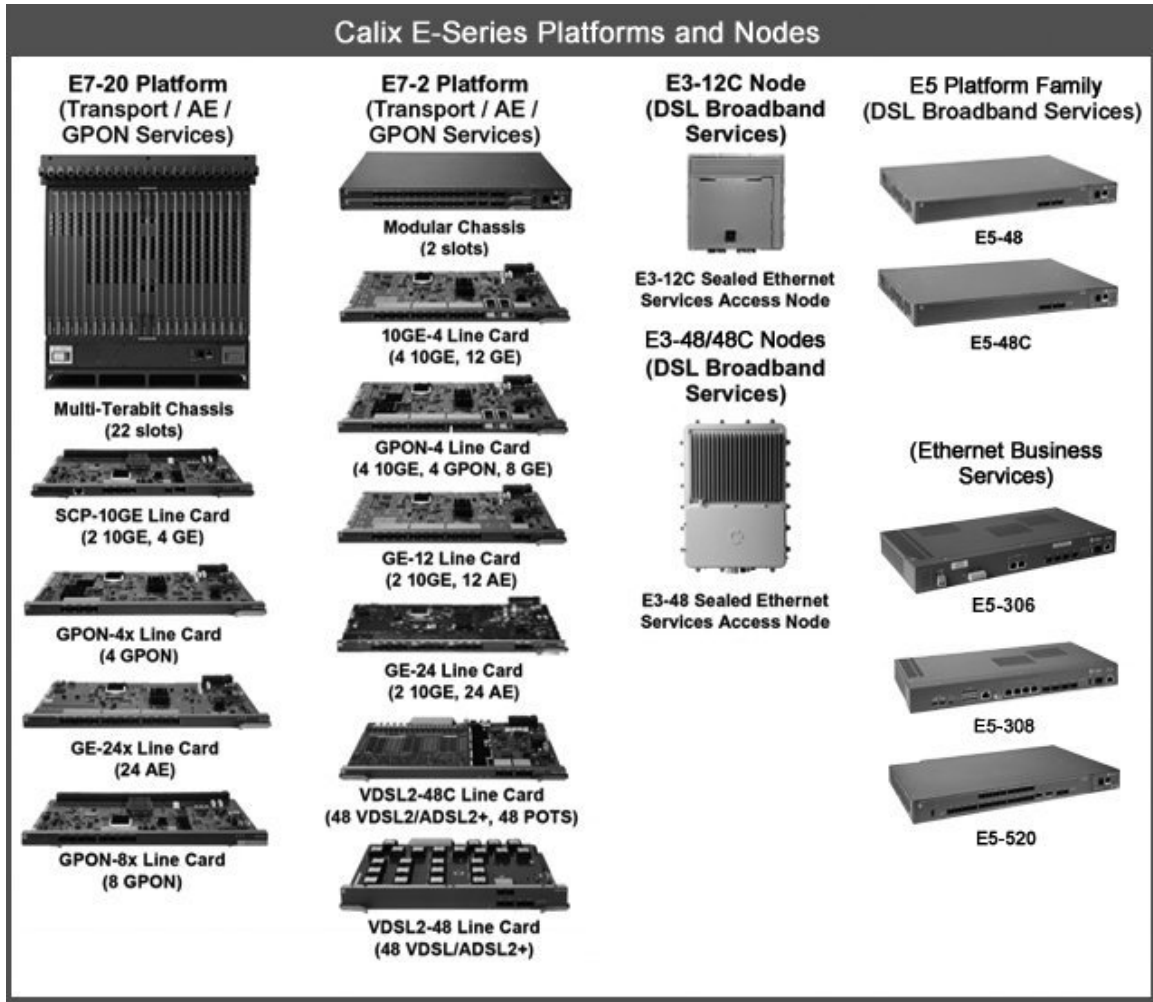 Calix E-Series Platforms and Nodes
E7-20 Platform
(Transport / AE /
GPON Services)
Multi-Terabit Chassis
(22 slots)
SCP-10GE Line Card
(2 10GE, 4 GE)
GPON-4x Line Card
(4 GPON)
GE-24x Line Card
(24 AE)
GPON-8x Line Card
(8 GPON)
E7-2 Platform
(Transport / AE /
GPON Services)
Modular Chassis
(2 slots)
10GE-4 Line Card
(4 10GE, 12 GE)
GPON-4 Line Card
(4 10GE, 4 GPON, 8 GE)
GE-12 Line Card
(2 10GE, 12 AE)
GE-24 Line Card
(2 10GE, 24 AE)
VDSL2-48C Line Card
(48 VDSL2/ADSL2+, 48 POTS)
VDSL2-48 Line Card
(48 VDSL/ADSL2+)
E3-12C Node
(DSL Broadband
Services)
E3-12C Sealed Ethernet
Services Access Node
E3-48/48C Nodes
(DSL Broadband
Services)
E3-48 Sealed Ethernet
Services Access Node
E5 Platform Family
(DSL Broadband Services)
E5-48
E5-48C
(Ethernet Business
Services)
E5-306
E5-308
E5-520